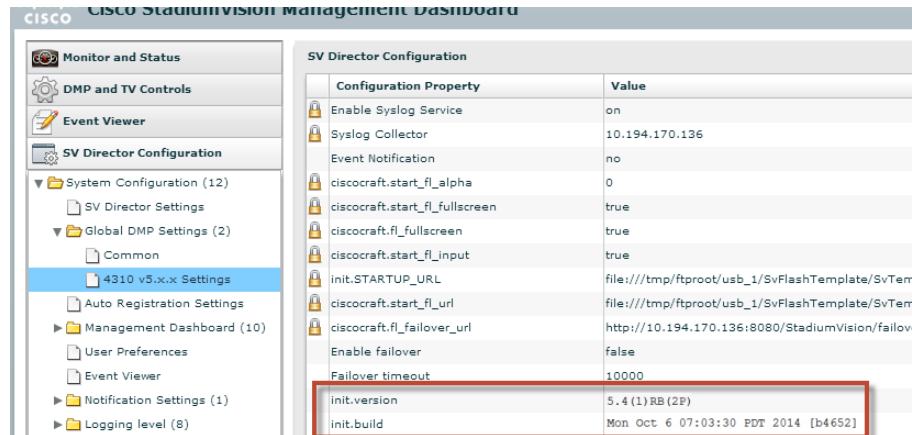 CISCO
Cisco StadiumVision Management Dashboard
Monitor and Status
DMP and TV Controls
Event Viewer
SV Director Configuration
System Configuration (12)
SV Director Settings
Global DMP Settings (2)
Common
4310 v5.x.x Settings
Auto Registration Settings
Management Dashboard (10)
User Preferences
Event Viewer
Notification Settings (1)
Logging level (8)
SV Director Configuration
Configuration Property Value
Enable Syslog Service on
Syslog Collector 10.194.170.136
Event Notification no
ciscocraft.start_fl_alpha 0
ciscocraft.start_fl_fullscreen true
ciscocraft.fl_fullscreen true
ciscocraft.start_fl_input true
init.STARTUP_URL file:///tmp/ftproot/usb_1/SvFlashTemplate/SvTem
ciscocraft.start_fl_url file:///tmp/ftproot/usb_1/SvFlashTemplate/SvTem
ciscocraft.fl_failover_url http://10.194.170.136:8080/StadiumVision/failov
Enable failover false
Failover timeout 10000
init.version 5.4(1)RB(2P)
init.build Mon Oct 6 07:03:30 PDT 2014 [b4652]